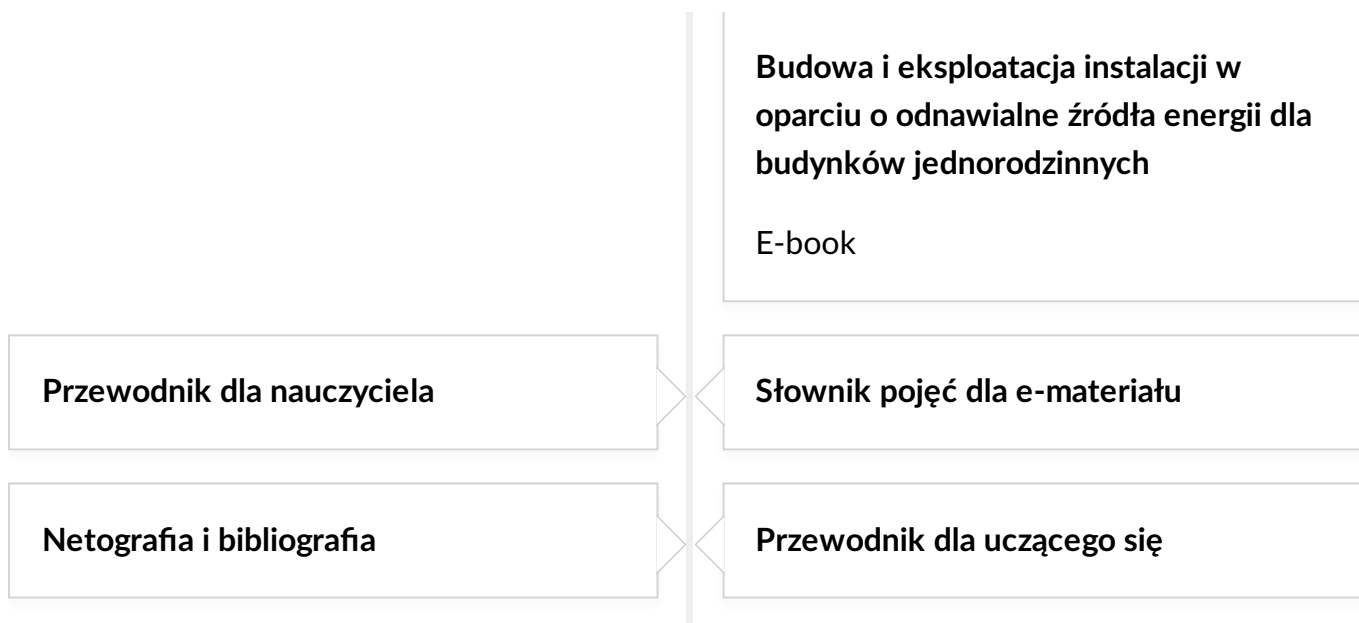 Budowa i eksploatacja instalacji w
oparciu o odnawialne źródła energii dla
budynków jednorodzinnych
E-book
Przewodnik dla nauczyciela
Słownik pojęć dla e-materiału
Netografia i bibliografia
Przewodnik dla uczącego się